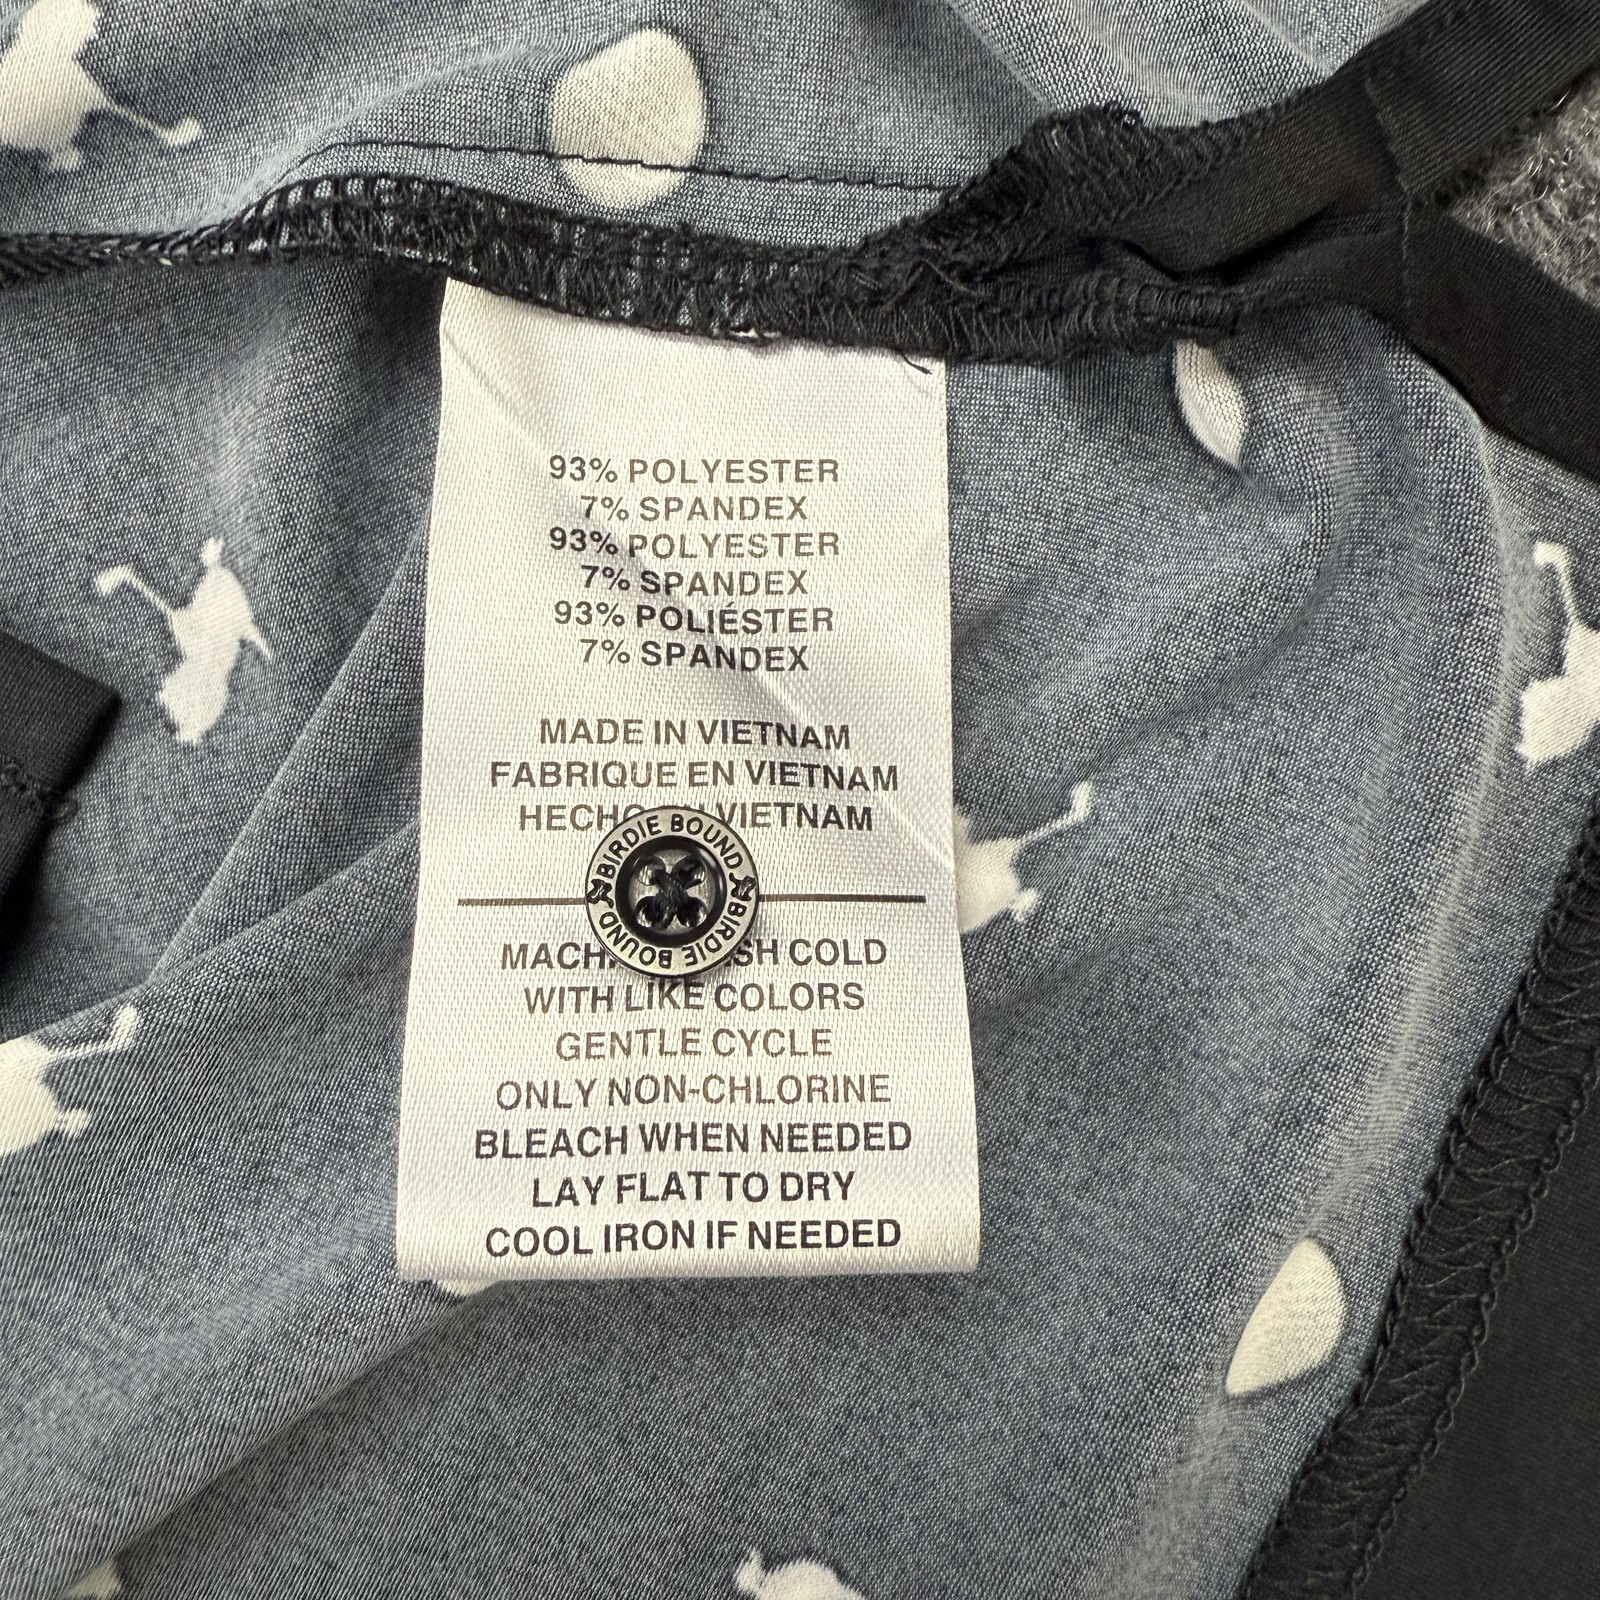 93% POLYESTER
7% SPANDEX
93% POLYESTER
7% SPANDEX
93% POLIÉSTER
7% SPANDEX
MADE IN VIETNAM
FABRIQUE EN VIETNAM
VIETNAM
BIRDIE BOUND
BIRDIE BOUND
COLD
WITH LIKE COLORS
GENTLE CYCLE
ONLY NON-CHLORINE
BLEACH WHEN NEEDED
LAY FLAT TO DRY
COOL IRON IF NEEDED